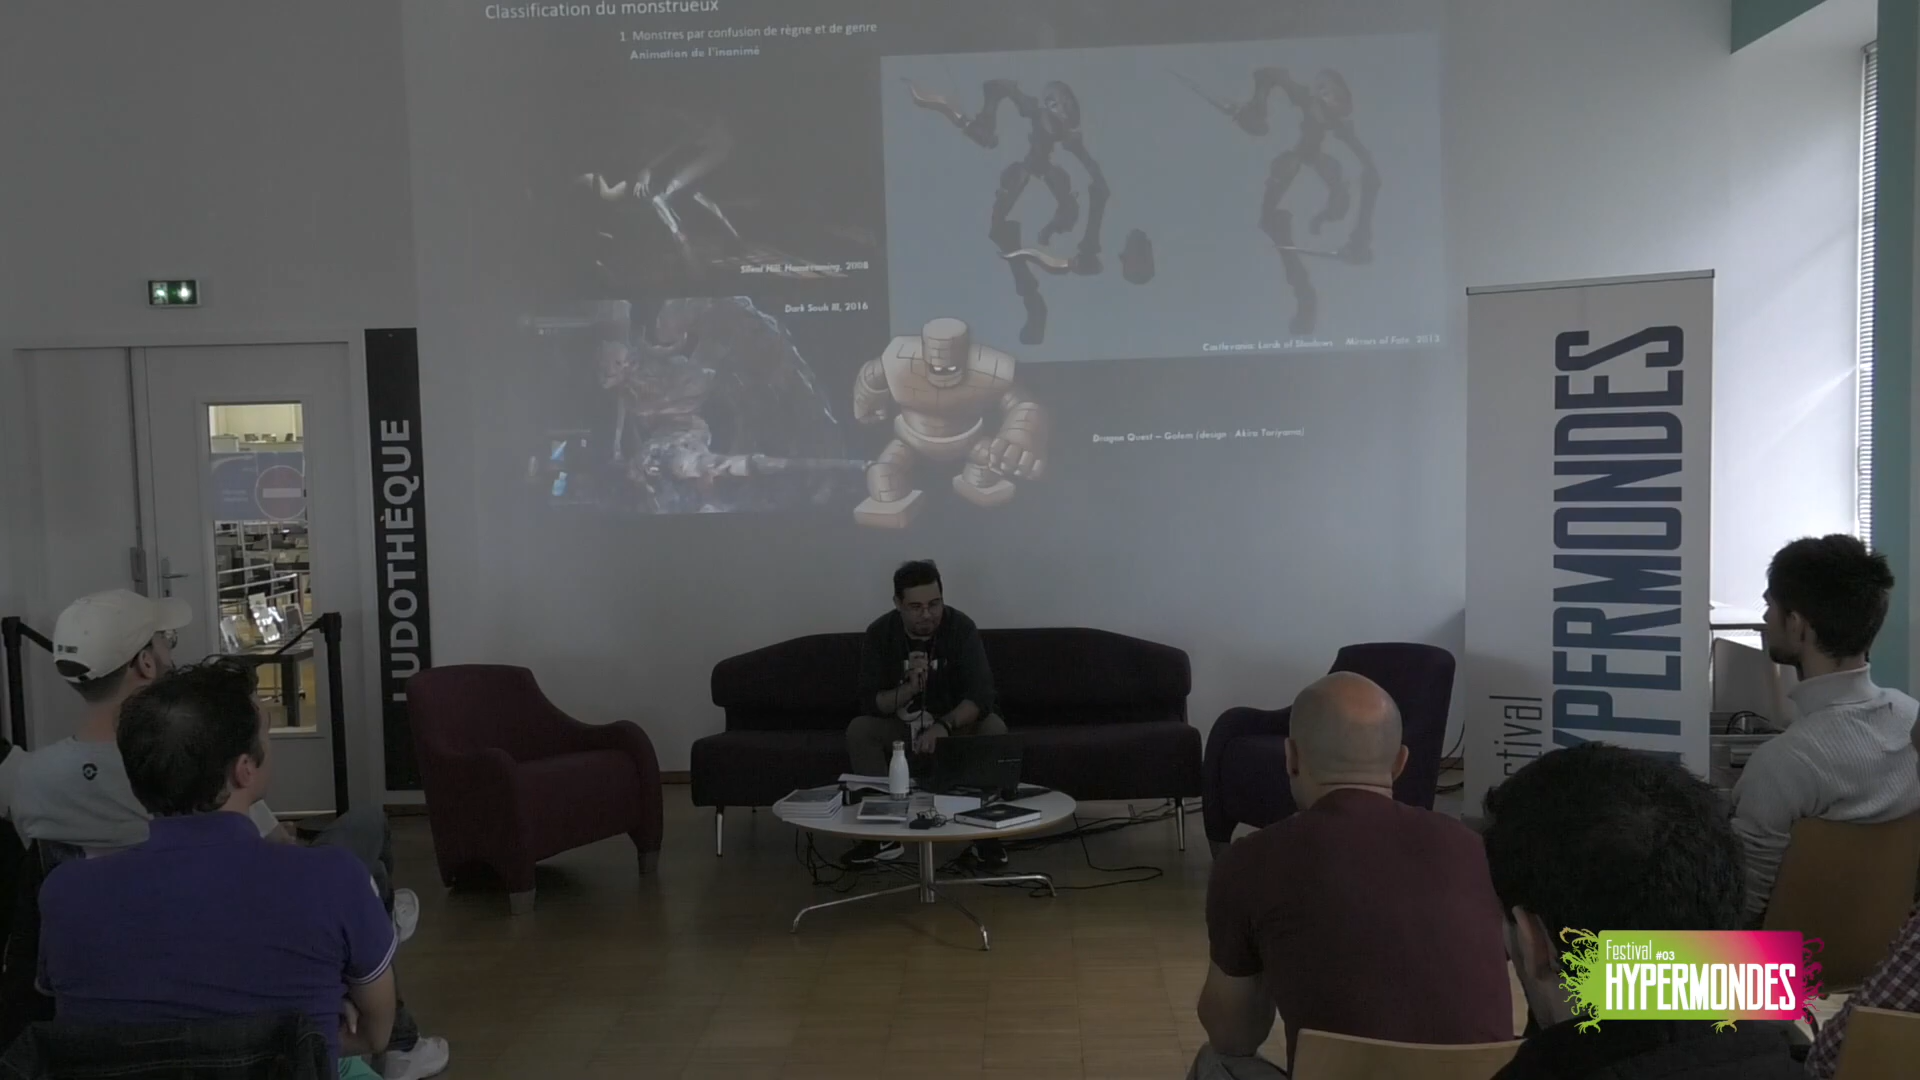 Classification du monstrueux
1. Monstres par confusion de règne et de genre
Animation de l'inanimé
Silent Hill Homecoming, 2008
Dark Souls III, 2016
Castlevania: Lords of Shadows - Mirrors of Fate, 2013
Dragon Quest – Golem (design : Akira Toriyama)
LUDOTHÈQUE
stival
HYPERMONDES
Festival #03
HYPERMONDES